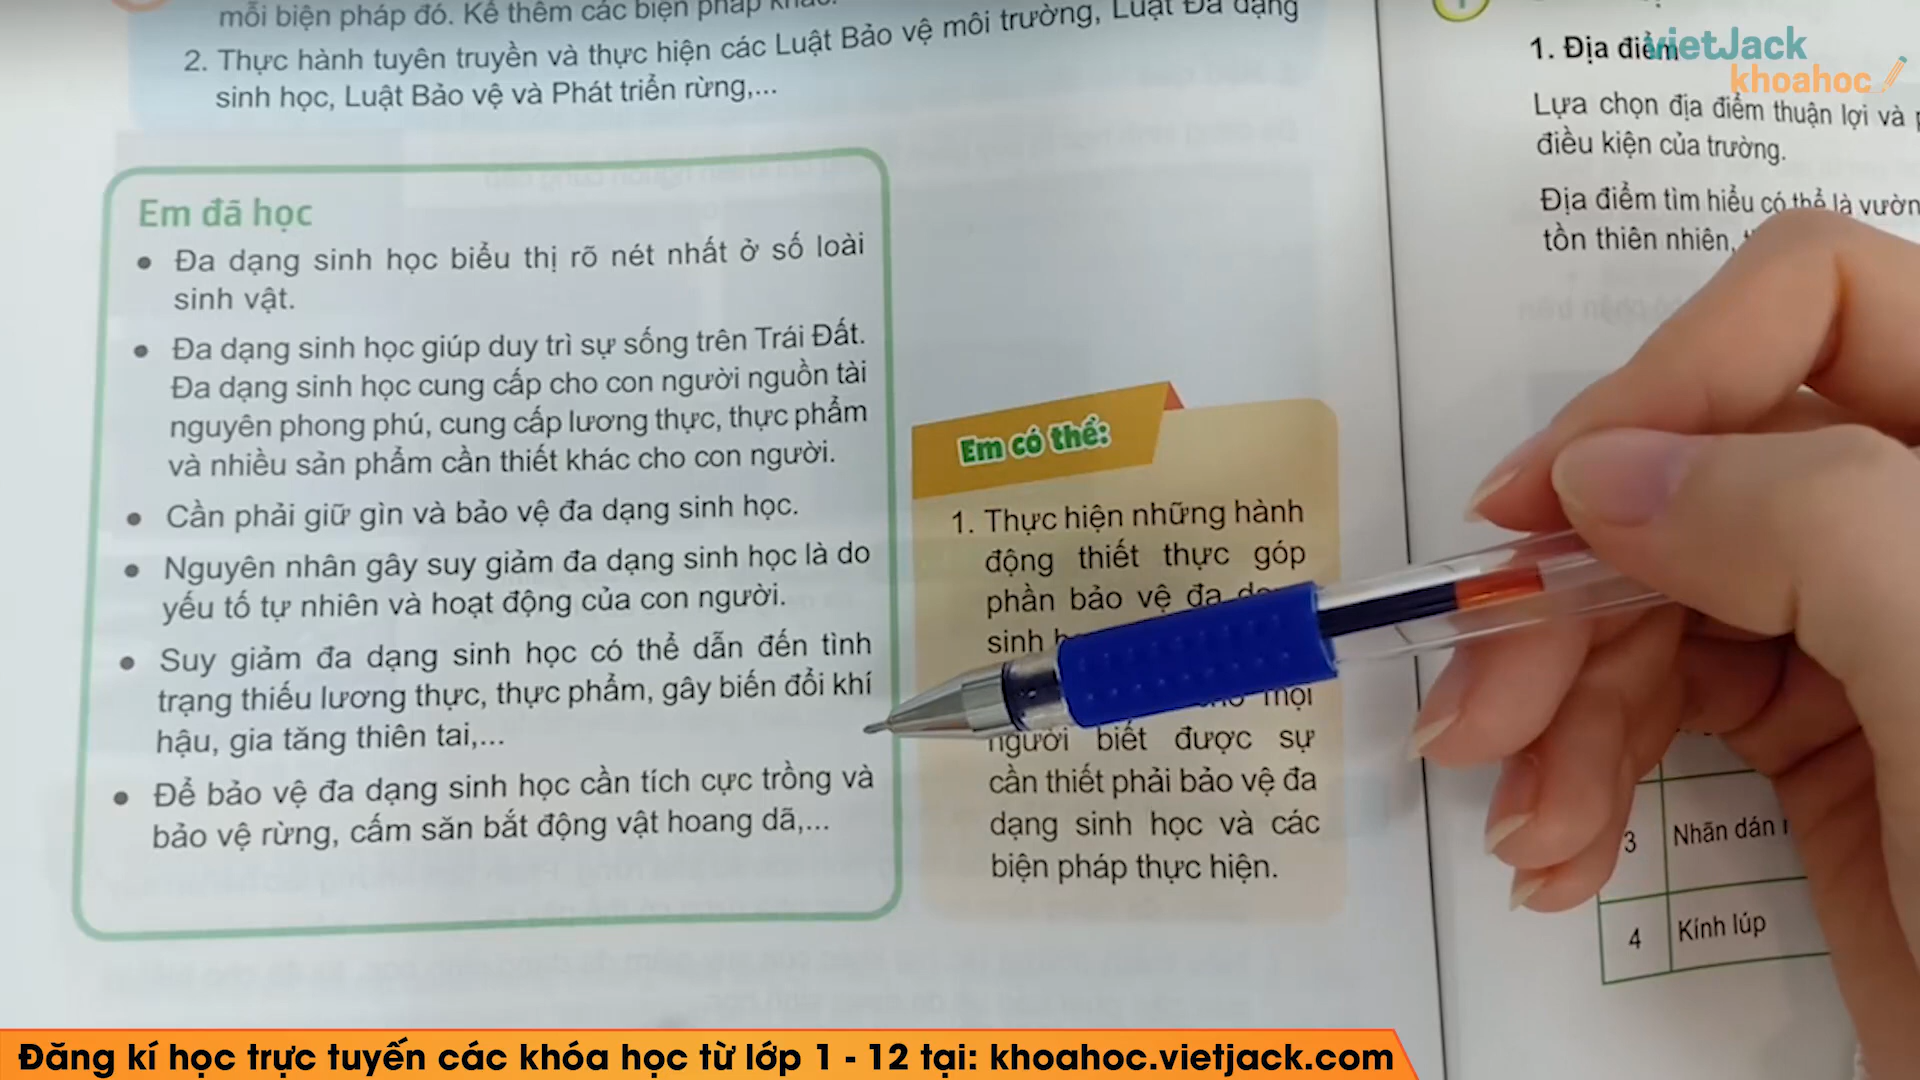 mỗi biện pháp đó. Kể thêm các biện pháp khác.
2. Thực hành tuyên truyền và thực hiện các Luật Bảo vệ môi trường, Luật Đa dạng
sinh học, Luật Bảo vệ và Phát triển rừng,...
Em đã học
• Đa dạng sinh học biểu thị rõ nét nhất ở số loài
sinh vật.
• Đa dạng sinh học giúp duy trì sự sống trên Trái Đất.
Đa dạng sinh học cung cấp cho con người nguồn tài
nguyên phong phú, cung cấp lương thực, thực phẩm
và nhiều sản phẩm cần thiết khác cho con người.
• Cần phải giữ gìn và bảo vệ đa dạng sinh học.
• Nguyên nhân gây suy giảm đa dạng sinh học là do
yếu tố tự nhiên và hoạt động của con người.
• Suy giảm đa dạng sinh học có thể dẫn đến tình
trạng thiếu lương thực, thực phẩm, gây biến đổi khí
hậu, gia tăng thiên tai,...
• Để bảo vệ đa dạng sinh học cần tích cực trồng và
bảo vệ rừng, cấm săn bắt động vật hoang dã,...
Em có thể:
1. Thực hiện những hành
động thiết thực góp
phần bảo vệ đa
sinh
mọi
người biết được sự
cần thiết phải bảo vệ đa
dạng sinh học và các
biện pháp thực hiện.
1. Địa điểm
vietJack
khoahoc
Lựa chọn địa điểm thuận lợi và
điều kiện của trường.
Địa điểm tìm hiểu có thể là vườn
tồn thiên nhiên,
3 Nhãn dán
4 Kính lúp
Đăng kí học trực tuyến các khóa học từ lớp 1 - 12 tại: khoahoc.vietjack.com